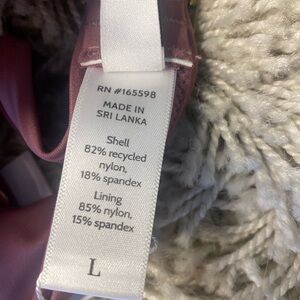 RN #165598
MADE IN
SRI LANKA
Shell
82% recycled
nylon,
18% spandex
Lining
85% nylon,
15% spandex
L